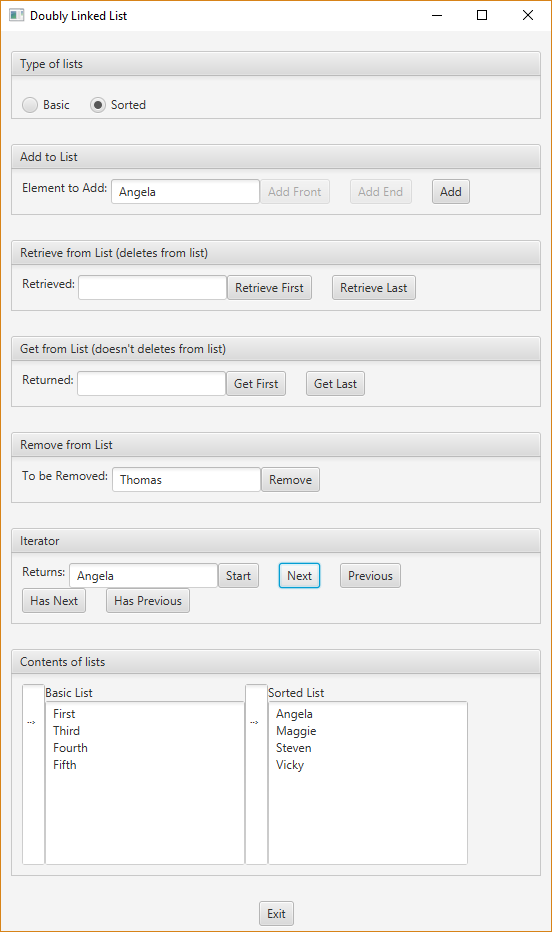 Doubly Linked List
Type of lists
Basic Sorted
Add to List
Element to Add: Angela Add Front Add End Add
Retrieve from List (deletes from list)
Retrieved: Retrieve First Retrieve Last
Get from List (doesn't deletes from list)
Returned: Get First Get Last
Remove from List
To be Removed: Thomas Remove
Iterator
Returns: Angela Start Next Previous
Has Next Has Previous
Contents of lists
Basic List Sorted List
First Angela
--> Third --> Maggie
Fourth Steven
Fifth Vicky
Exit